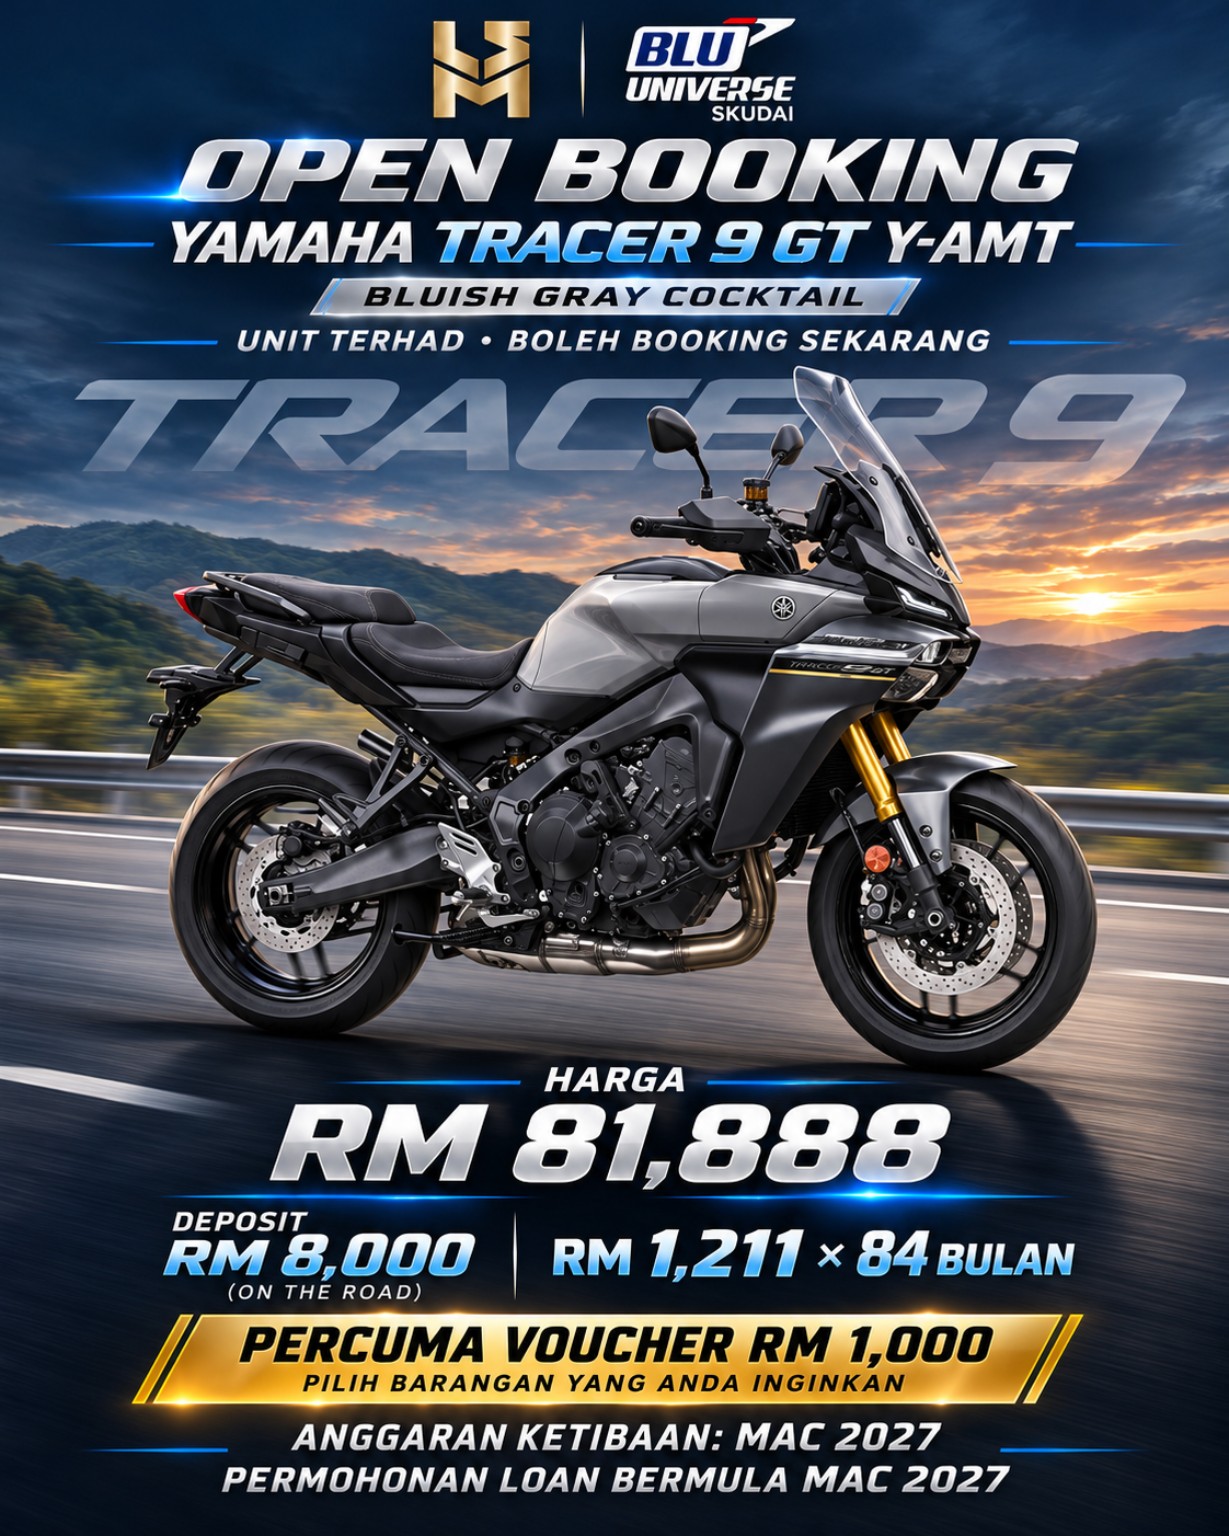 LSM
BLU
UNIVERSE
SKUDAI
OPEN BOOKING
YAMAHA TRACER 9 GT Y-AMT
BLUISH GRAY COCKTAIL
UNIT TERHAD • BOLEH BOOKING SEKARANG
TRACER 9
TRACER 9 GT
HARGA
RM 81,888
DEPOSIT
RM 8,000
(ON THE ROAD)
RM 1,211 × 84 BULAN
PERCUMA VOUCHER RM 1,000
PILIH BARANGAN YANG ANDA INGINKAN
ANGGARAN KETIBAAN: MAC 2027
PERMOHONAN LOAN BERMULA MAC 2027